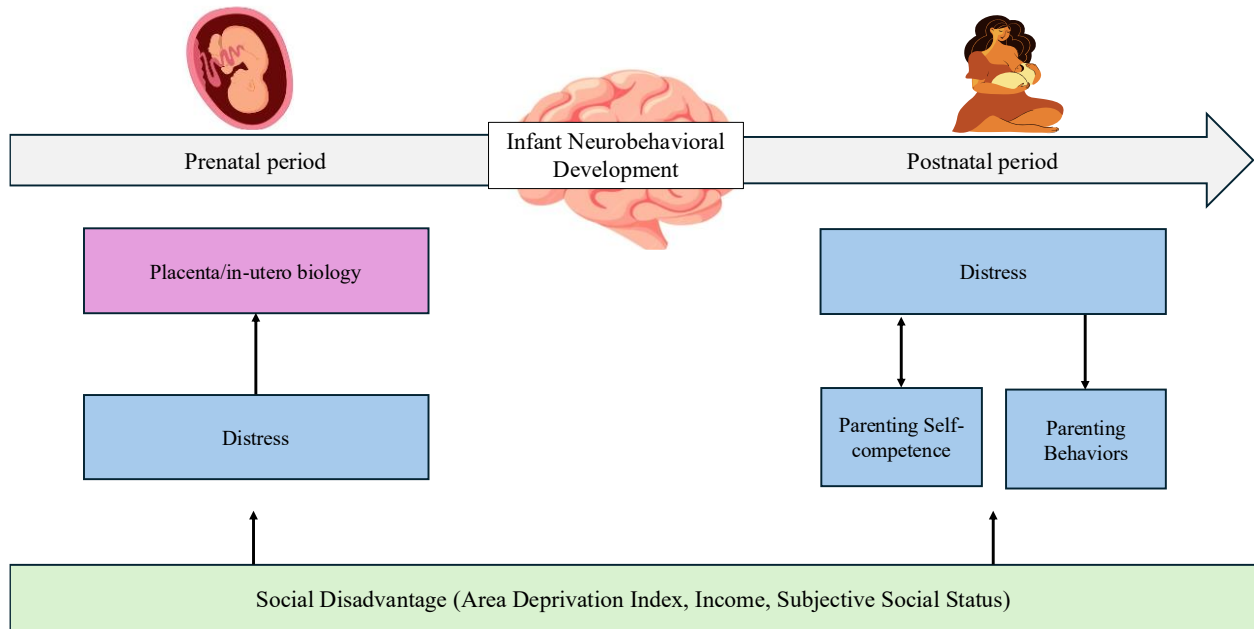 Prenatal period
Infant Neurobehavioral
Development
Postnatal period
Placenta/in-utero biology
Distress
Distress
Parenting Self-
competence
Parenting
Behaviors
Social Disadvantage (Area Deprivation Index, Income, Subjective Social Status)